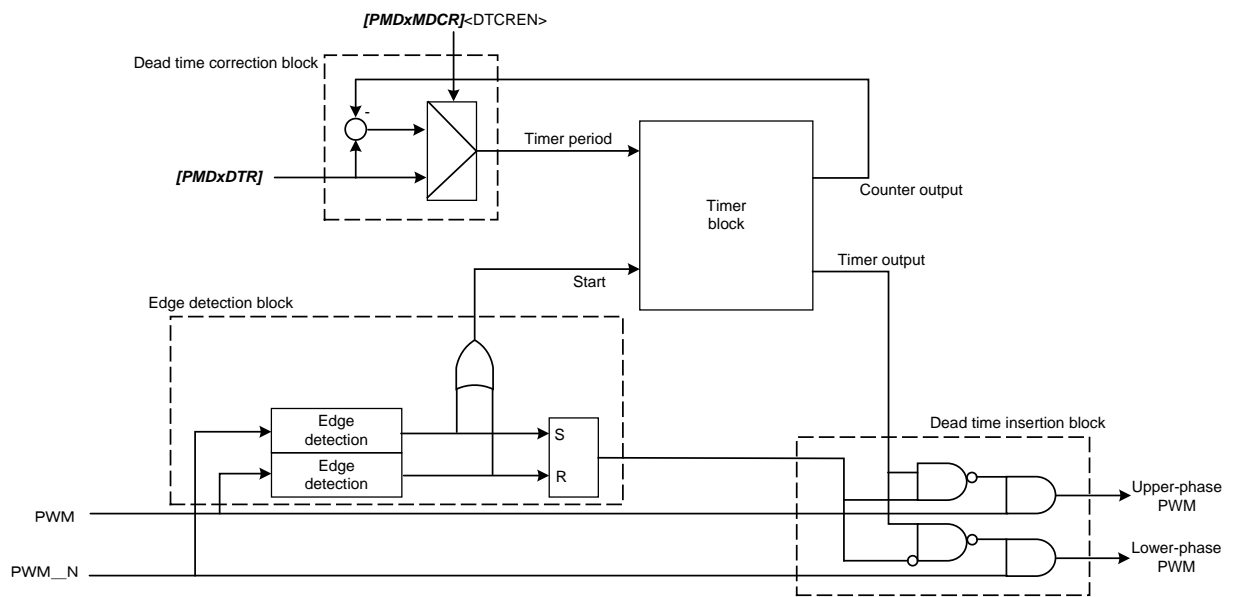 [PMDxMDCR]<DTCREN>
Dead time correction block
-
Timer period
[PMDxDTR]
Counter output
Timer
block
Timer output
Start
Edge detection block
Edge
detection
S
Edge
detection
R
Dead time insertion block
Upper-phase
PWM
PWM
Lower-phase
PWM
PWM__N